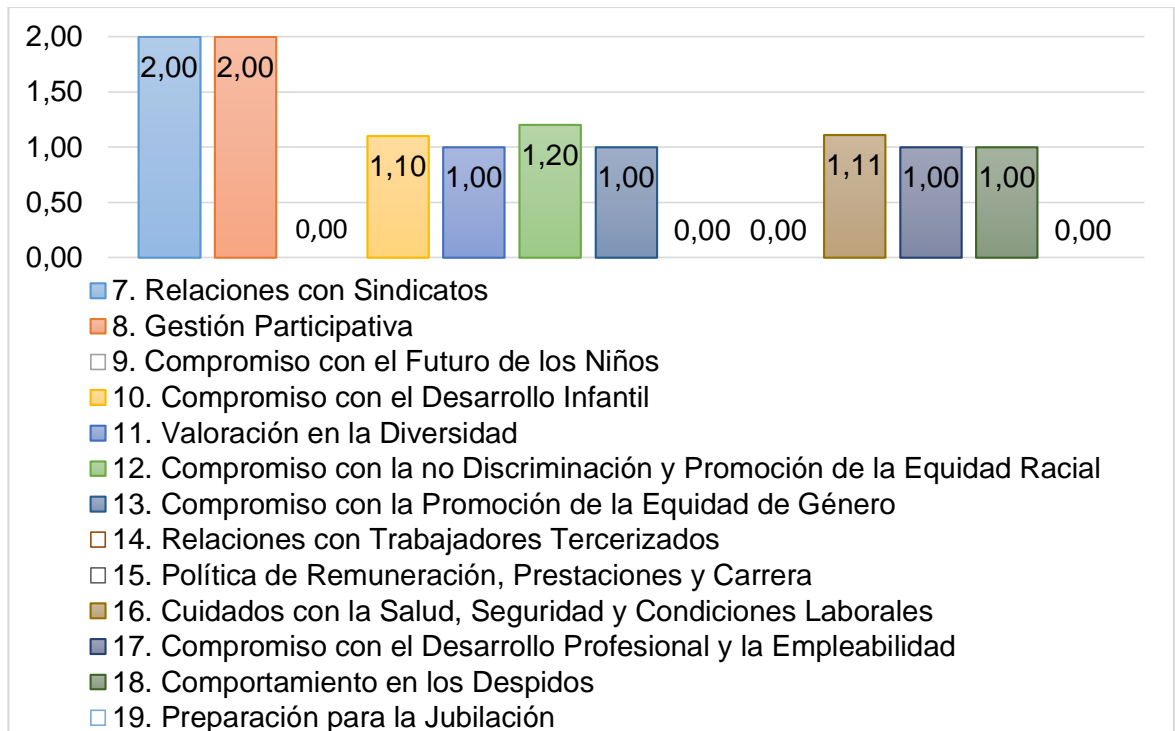 2,00
1,50
1,00
0,50
0,00
2,00
2,00
0,00
1,10
1,00
1,20
1,00
0,00
0,00
1,11
1,00
1,00
0,00
7. Relaciones con Sindicatos
8. Gestión Participativa
9. Compromiso con el Futuro de los Niños
10. Compromiso con el Desarrollo Infantil
11. Valoración en la Diversidad
12. Compromiso con la no Discriminación y Promoción de la Equidad Racial
13. Compromiso con la Promoción de la Equidad de Género
14. Relaciones con Trabajadores Tercerizados
15. Política de Remuneración, Prestaciones y Carrera
16. Cuidados con la Salud, Seguridad y Condiciones Laborales
17. Compromiso con el Desarrollo Profesional y la Empleabilidad
18. Comportamiento en los Despidos
19. Preparación para la Jubilación